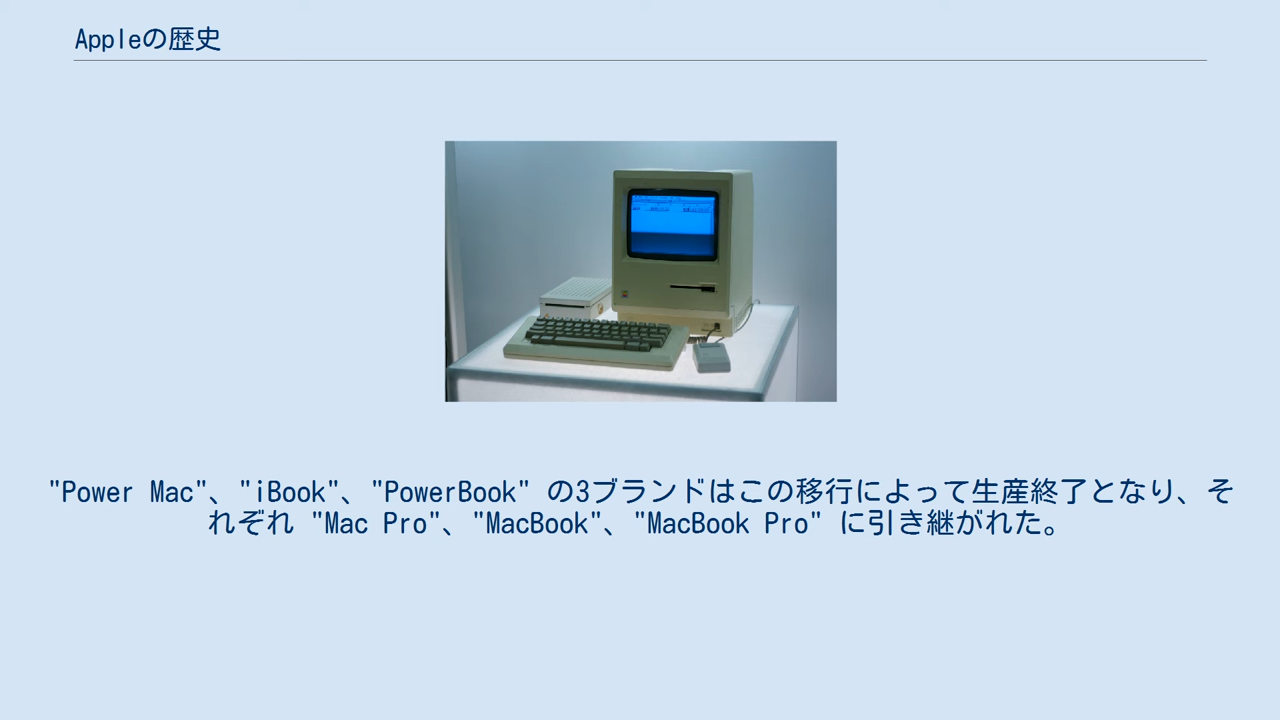 Appleの歴史
"Power Mac"、"iBook"、"PowerBook" の3ブランドはこの移行によって生産終了となり、そ
れぞれ "Mac Pro"、"MacBook"、"MacBook Pro" に引き継がれた。